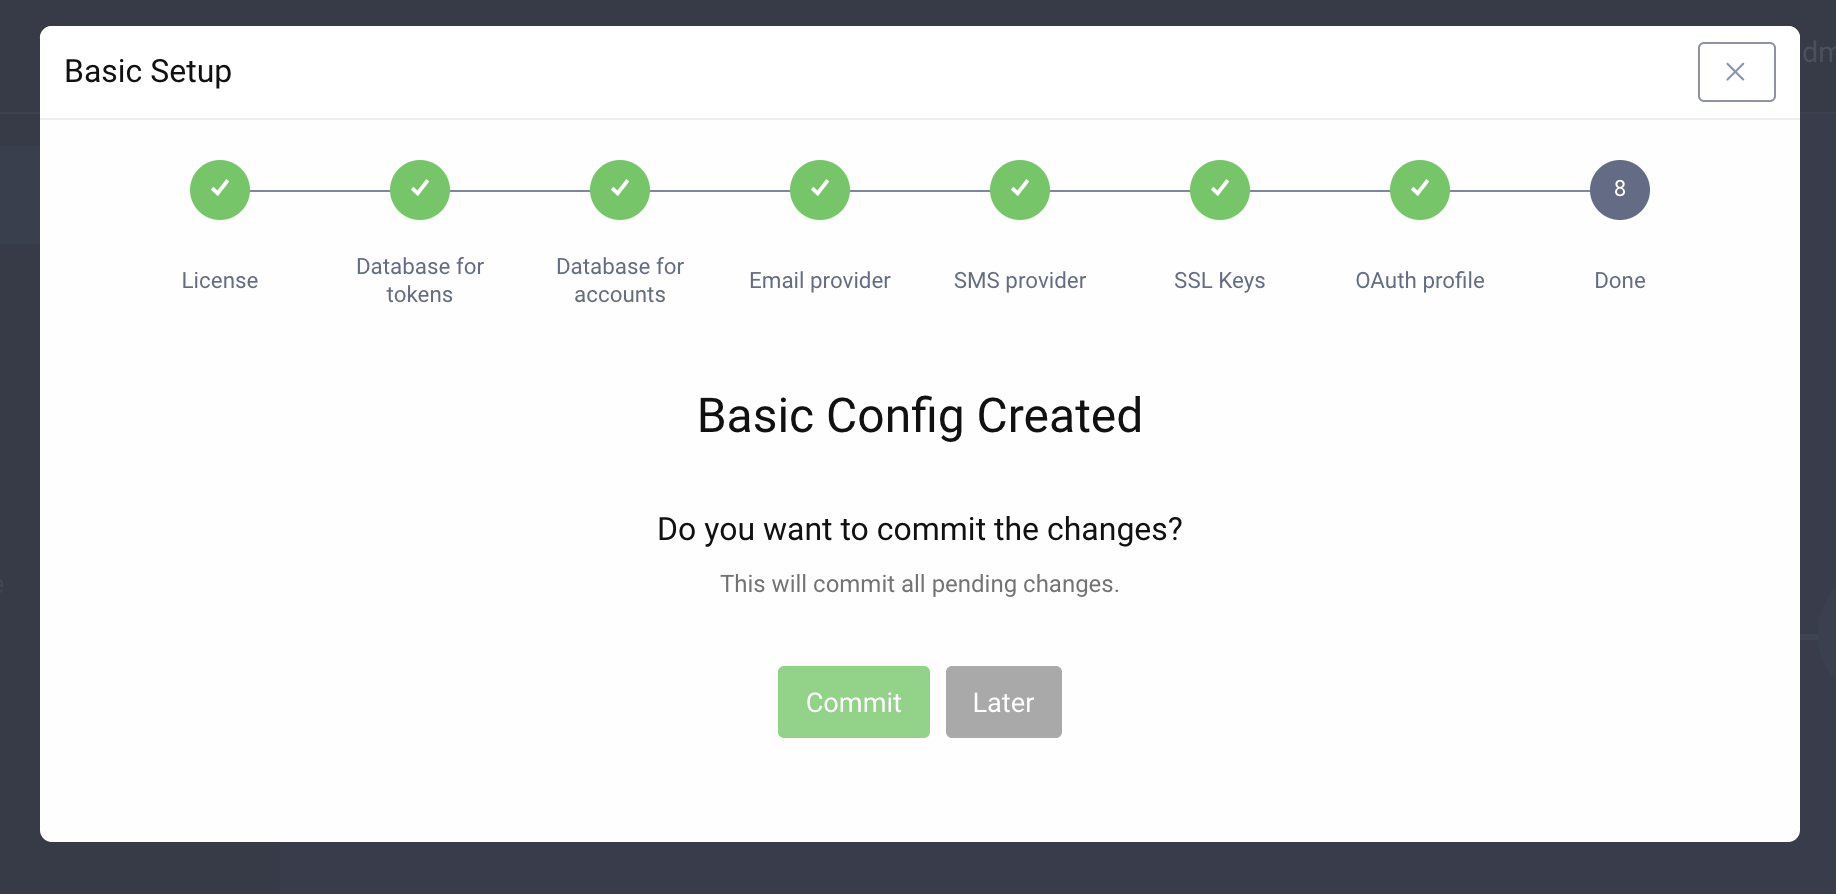 Basic Setup
8
License
Database for
tokens
Database for
accounts
Email provider
SMS provider
SSL Keys
OAuth profile
Done
Basic Config Created
Do you want to commit the changes?
This will commit all pending changes.
Commit
Later